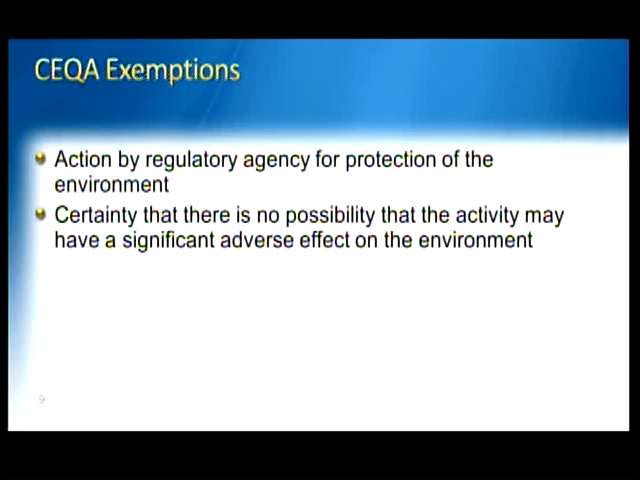 CEQA Exemptions
Action by regulatory agency for protection of the
environment
Certainty that there is no possibility that the activity may
have a significant adverse effect on the environment
9